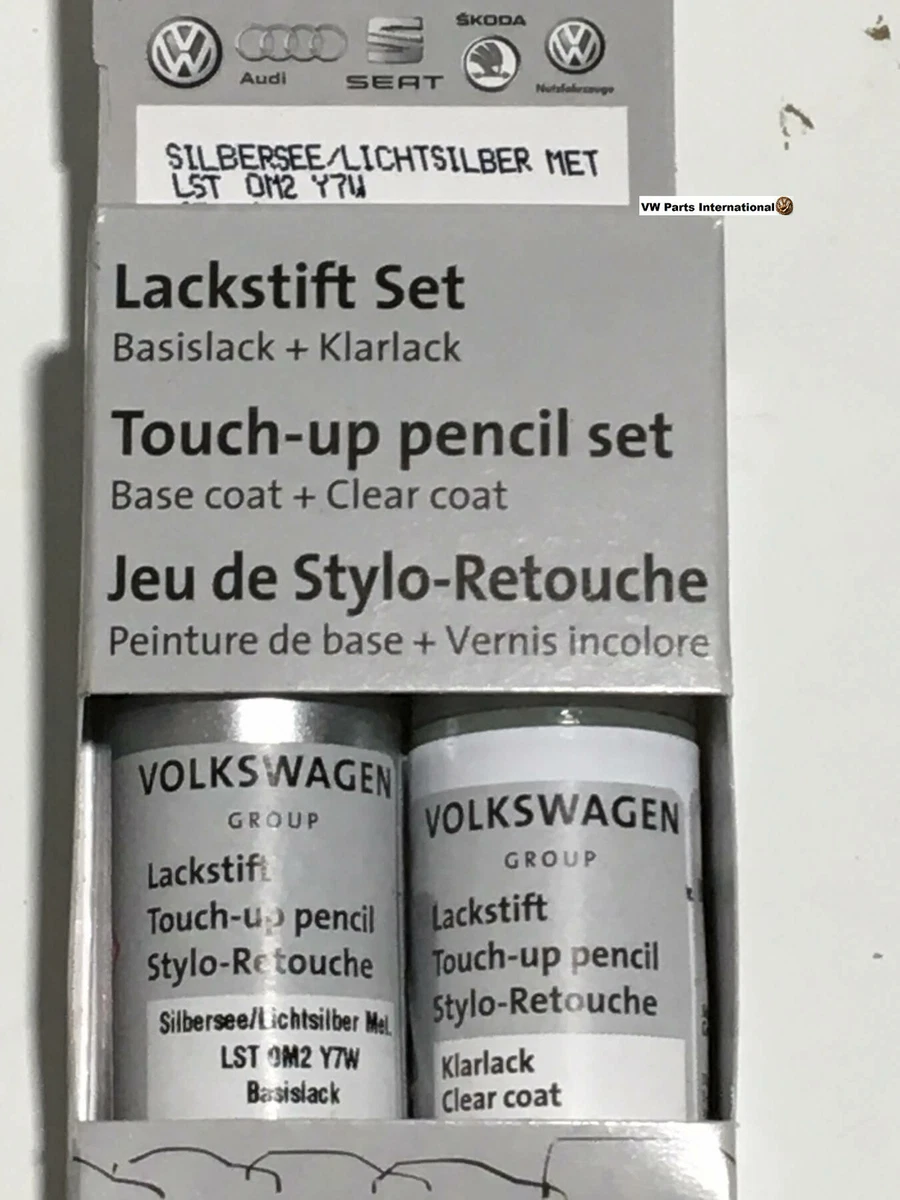 ŠKODA
Audi
SEAT
Nutzfahrzeuge
SILBERSEE/LICHTSILBER MET
LST 0M2 Y7W
VW Parts International
Lackstift Set
Basislack + Klarlack
Touch-up pencil set
Base coat + Clear coat
Jeu de Stylo-Retouche
Peinture de base + Vernis incolore
VOLKSWAGEN
GROUP
Lackstift
Touch-up pencil
Stylo-Retouche
Silbersee/Lichtsilber Met.
LST 0M2 Y7W
Basislack
VOLKSWAGEN
GROUP
Lackstift
Touch-up pencil
Stylo-Retouche
Klarlack
Clear coat